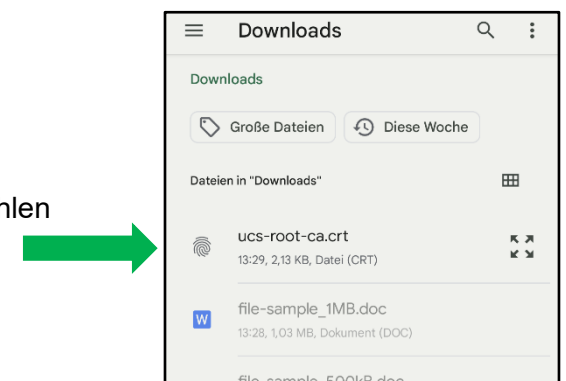 Downloads
Downloads
Große Dateien
Diese Woche
Dateien in "Downloads"
ucs-root-ca.crt
13:29, 2,13 KB, Datei (CRT)
W
file-sample_1MB.doc
13:28, 1,03 MB, Dokument (DOC)